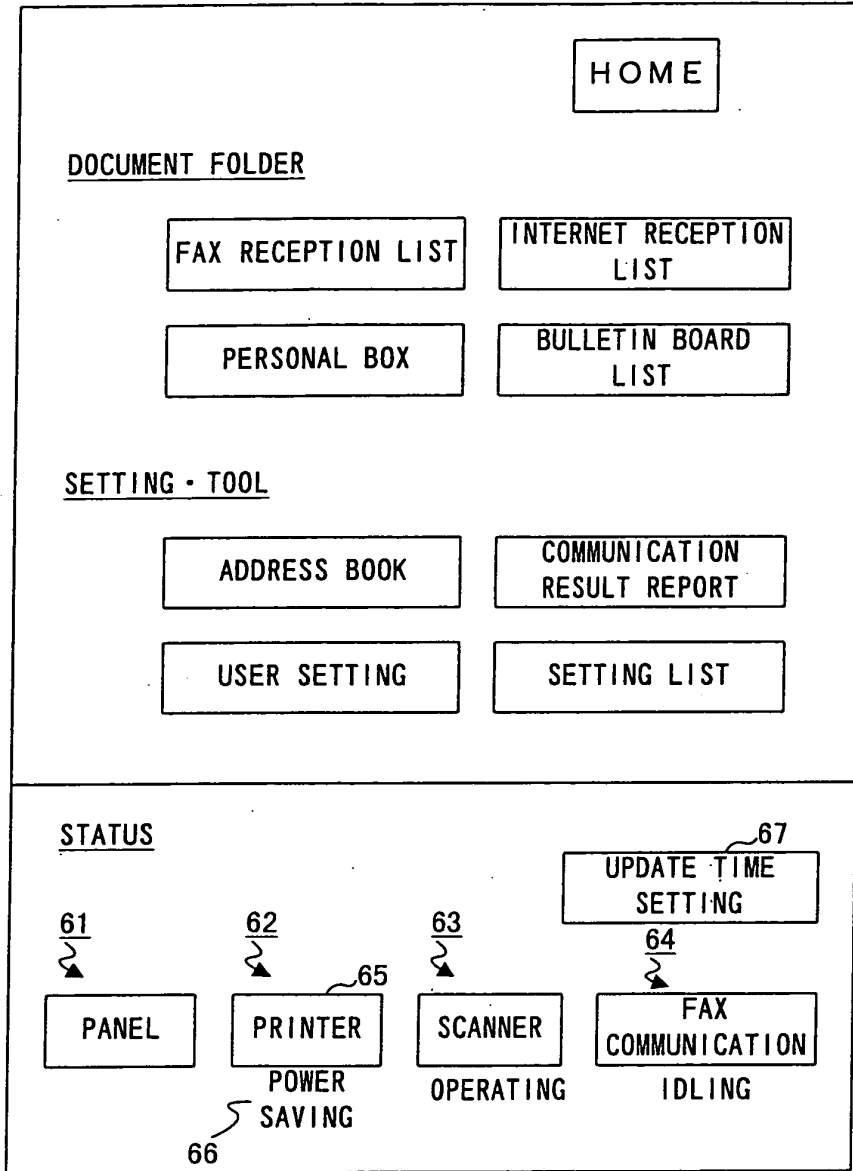 HOME
DOCUMENT FOLDER
FAX RECEPTION LIST
INTERNET RECEPTION
LIST
PERSONAL BOX
BULLETIN BOARD
LIST
SETTING・TOOL
ADDRESS BOOK
COMMUNICATION
RESULT REPORT
USER SETTING
SETTING LIST
STATUS
67
UPDATE TIME
SETTING
61
62
63
64
65
PANEL
PRINTER
SCANNER
FAX
COMMUNICATION
POWER
SAVING
OPERATING
IDLING
66